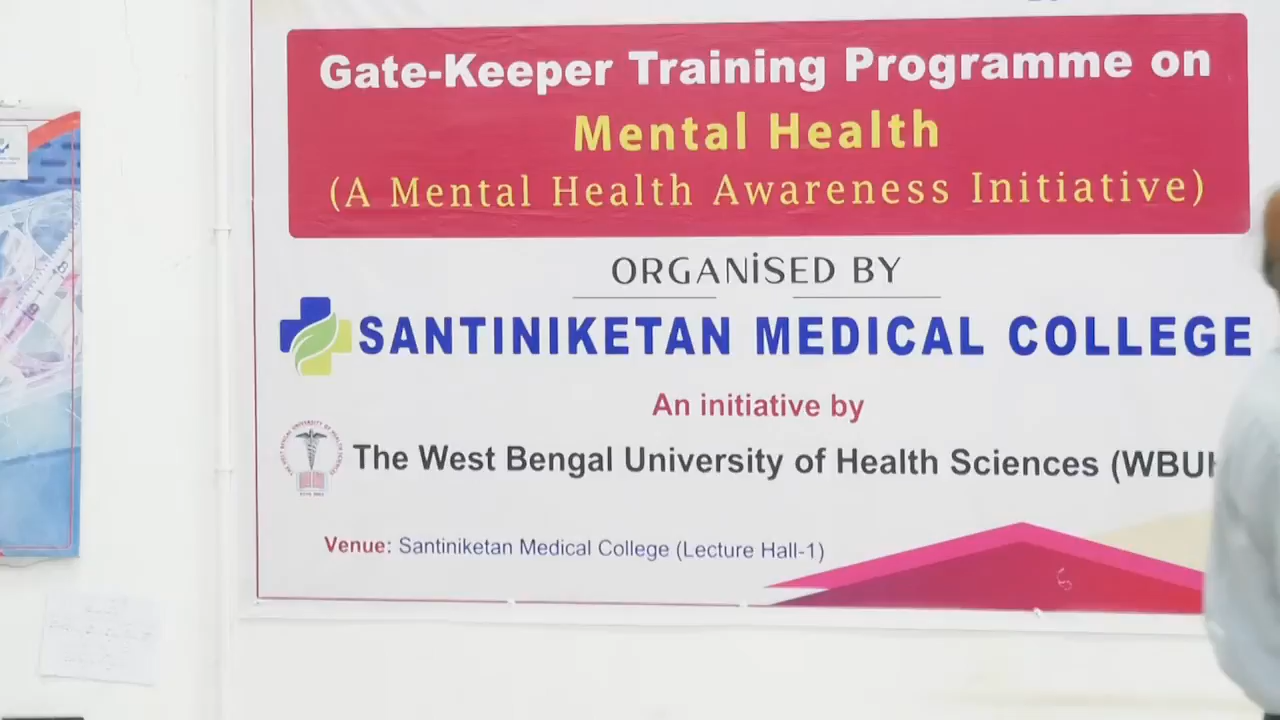 Gate-Keeper Training Programme on
Mental Health
(A Mental Health Awareness Initiative)
ORGANiSED BY
SANTINIKETAN MEDICAL COLLEGE
An initiative by
The West Bengal University of Health Sciences (WBUH
Venue: Santiniketan Medical College (Lecture Hall-1)